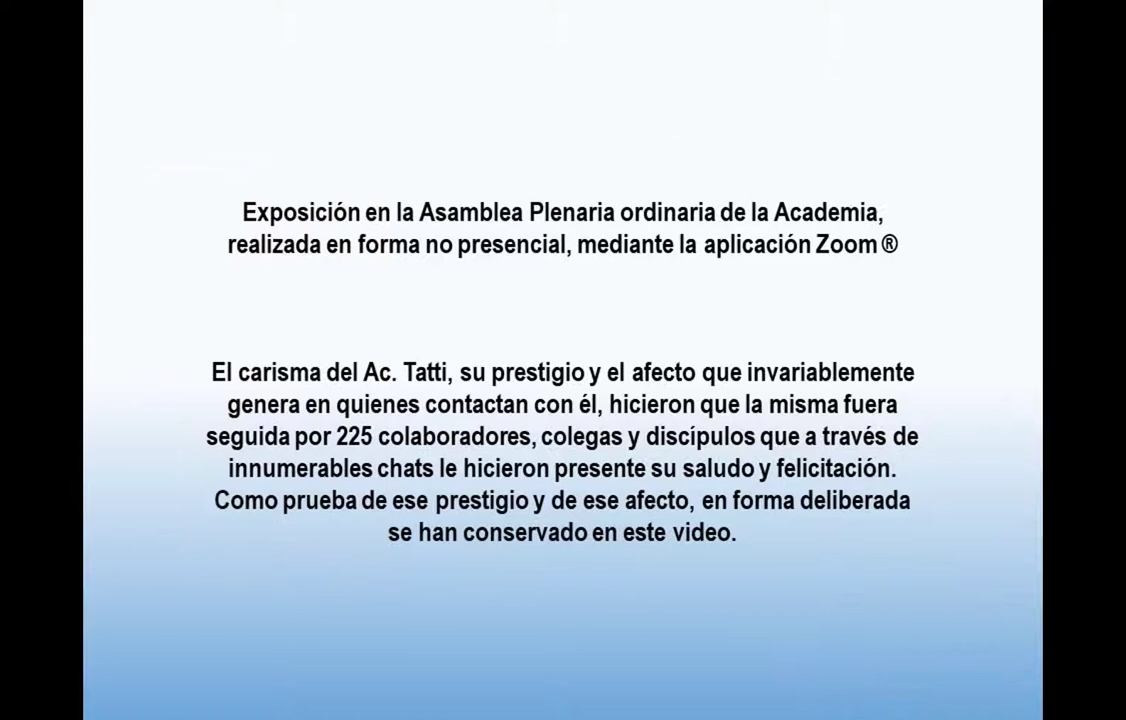 Exposición en la Asamblea Plenaria ordinaria de la Academia,
realizada en forma no presencial, mediante la aplicación Zoom ®
El carisma del Ac. Tatti, su prestigio y el afecto que invariablemente
genera en quienes contactan con él, hicieron que la misma fuera
seguida por 225 colaboradores, colegas y discípulos que a través de
innumerables chats le hicieron presente su saludo y felicitación.
Como prueba de ese prestigio y de ese afecto, en forma deliberada
se han conservado en este video.